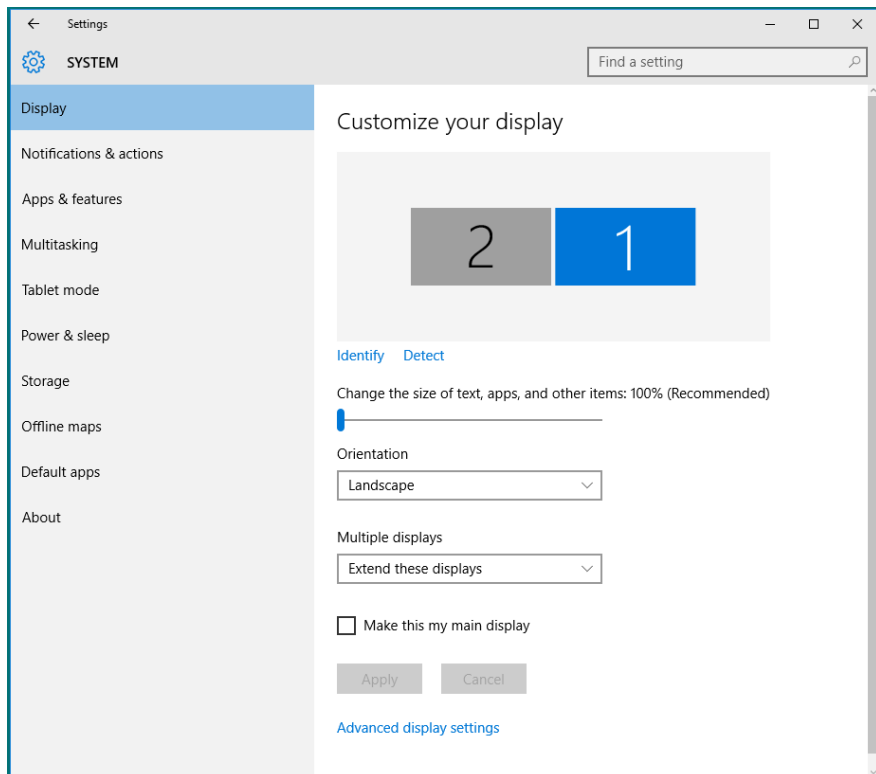 Settings
SYSTEM
Find a setting
Display
Notifications & actions
Apps & features
Multitasking
Tablet mode
Power & sleep
Storage
Offline maps
Default apps
About
Customize your display
2 1
Identify Detect
Change the size of text, apps, and other items: 100% (Recommended)
Orientation
Landscape
Multiple displays
Extend these displays
Make this my main display
Apply Cancel
Advanced display settings